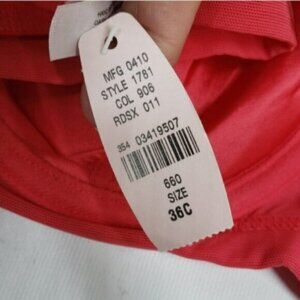 MFG 0410
STYLE 1781
COL 906
RDSX 011
354 03419507
660
SIZE
36C